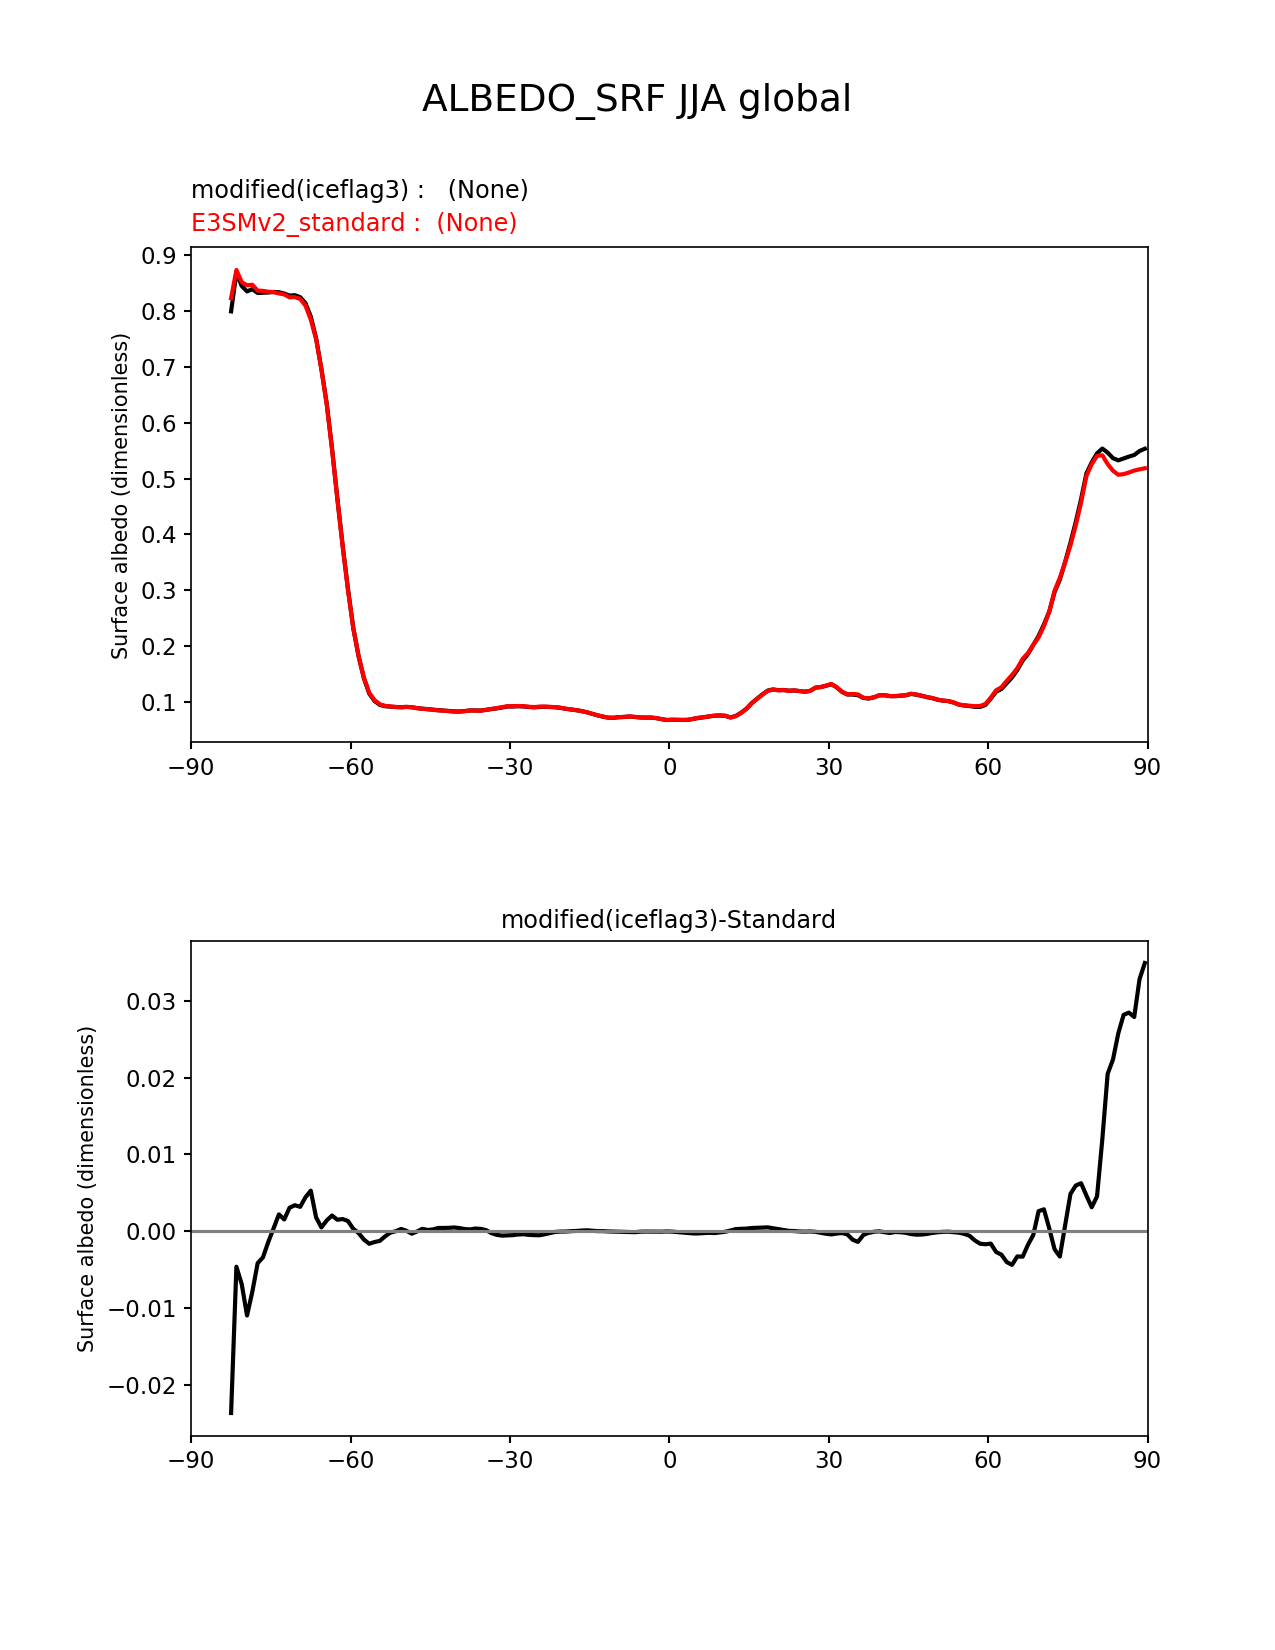 ALBEDO_SRF JJA global
modified(iceflag3) :   (None)
E3SMv2_standard :  (None)
Surface albedo (dimensionless)
0.9
0.8
0.7
0.6
0.5
0.4
0.3
0.2
0.1
−90 −60 −30 0 30 60 90
modified(iceflag3)-Standard
Surface albedo (dimensionless)
0.03
0.02
0.01
0.00
−0.01
−0.02
−90 −60 −30 0 30 60 90